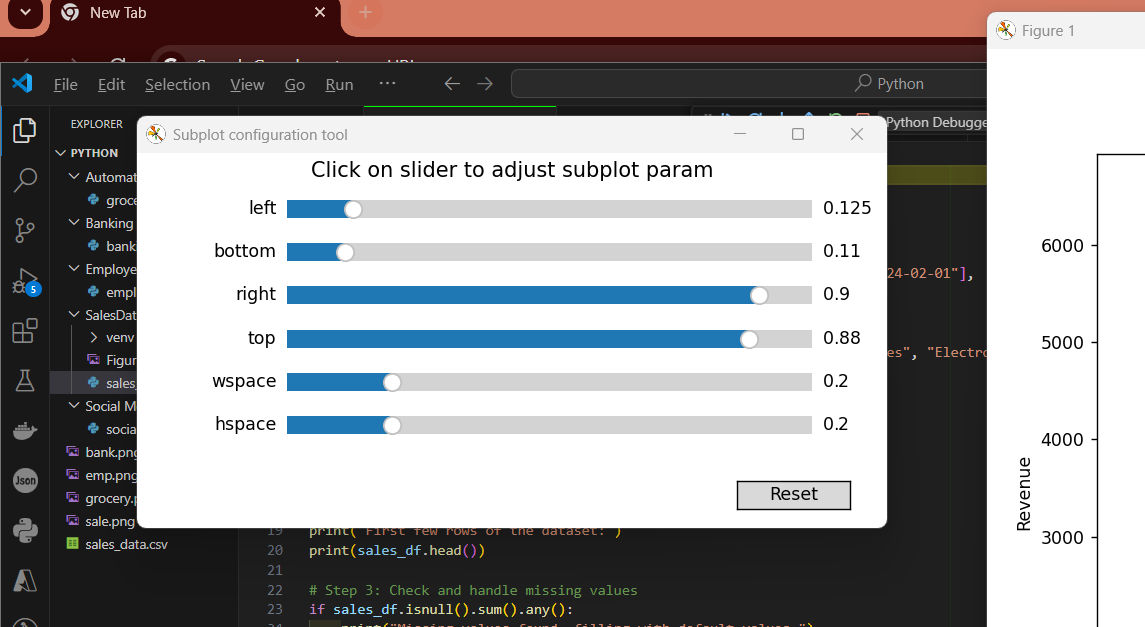 New Tab
Figure 1
File Edit Selection View Go Run ... Python
EXPLORER
Python Debugge
PYTHON
Automat
groce
Banking
bank
Employe
empl
SalesDat
venv
Figur
sales_
Social M
socia
bank.png
emp.png
grocery.p
sale.png
sales_data.csv
5
Json
Subplot configuration tool
Click on slider to adjust subplot param
left 0.125
bottom 0.11
right 0.9
top 0.88
wspace 0.2
hspace 0.2
Reset
24-02-01"],
es", "Electro
19 print("First few rows of the dataset:")
20 print(sales_df.head())
21
22 # Step 3: Check and handle missing values
23 if sales_df.isnull().sum().any():
6000
5000
4000
3000
Revenue